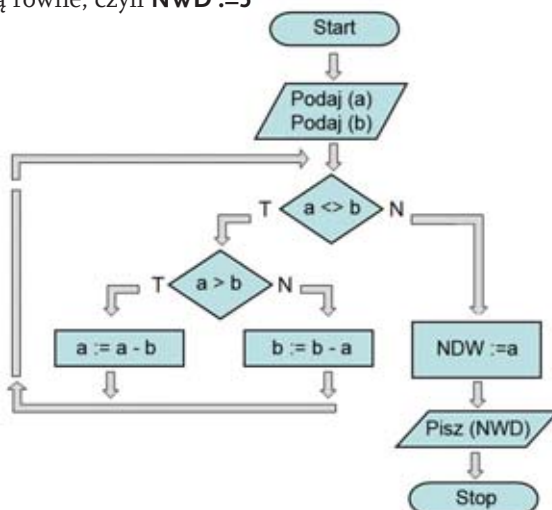 ą równe, czyli NWD :=5
Start
Podaj (a)
Podaj (b)
T a <> b N
T a > b N
a := a - b b := b - a NDW :=a
Pisz (NWD)
Stop